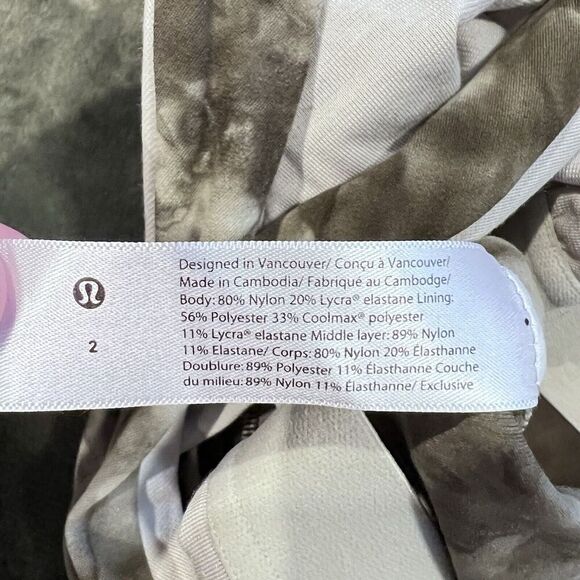 2
Designed in Vancouver/ Conçu à Vancouver/
Made in Cambodia/ Fabriqué au Cambodge/
Body: 80% Nylon 20% Lycra® elastane Lining:
56% Polyester 33% Coolmax® polyester
11% Lycra® elastane Middle layer: 89% Nylon
11% Elastane/ Corps: 80% Nylon 20% Élasthanne
Doublure: 89% Polyester 11% Élasthanne Couche
du milieu: 89% Nylon 11% Élasthanne/ Exclusive